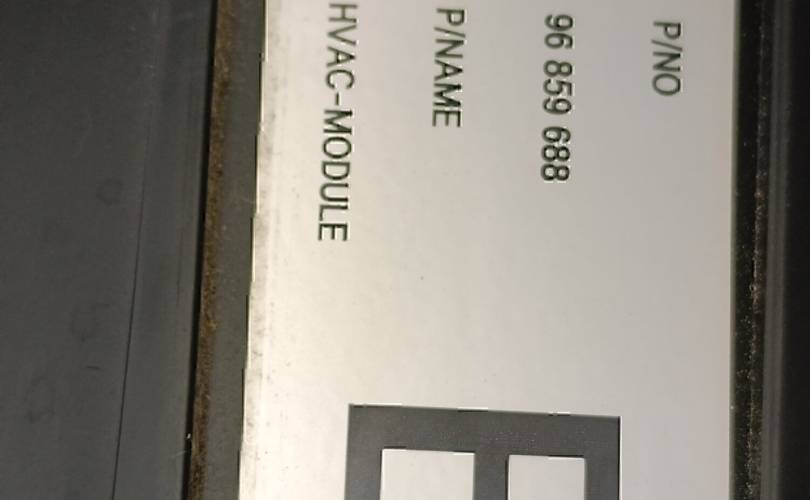 P/NO
96 859 688
P/NAME
HVAC-MODULE